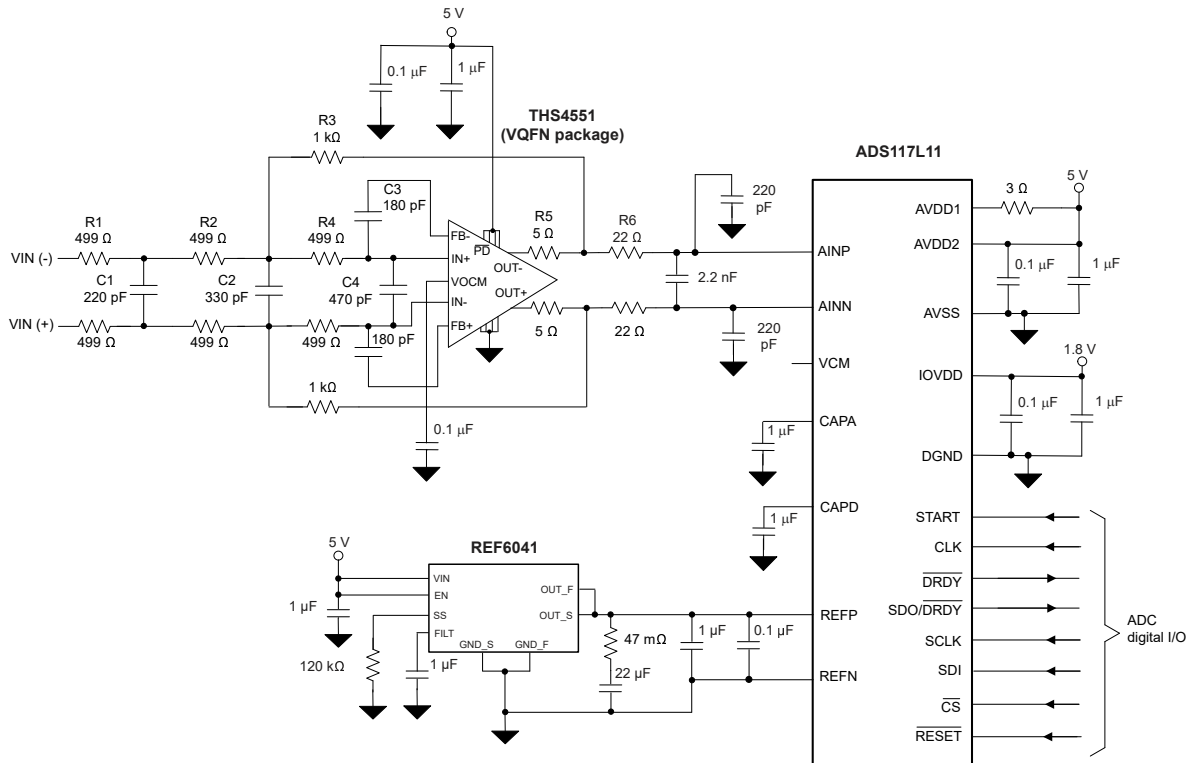 5 V
0.1 µF
1 µF
THS4551
(VQFN package)
R3
1 kΩ
C3
180 pF
R1
499 Ω
R2
499 Ω
R4
499 Ω
VIN (-)
C1
220 pF
C2
330 pF
C4
470 pF
VIN (+)
499 Ω
499 Ω
499 Ω
180 pF
1 kΩ
0.1 µF
FB-
IN+
VOCM
IN-
FB+
PD
OUT-
OUT+
R5
5 Ω
R6
22 Ω
5 Ω
22 Ω
220
pF
2.2 nF
220
pF
ADS117L11
AINP
AINN
VCM
CAPA
1 µF
CAPD
1 µF
REFP
REFN
AVDD1
AVDD2
AVSS
IOVDD
DGND
START
CLK
DRDY
SDO/DRDY
SCLK
SDI
CS
RESET
3 Ω
5 V
0.1 µF
1 µF
1.8 V
0.1 µF
1 µF
ADC
digital I/O
REF6041
5 V
VIN
EN
SS
FILT
GND_S
GND_F
OUT_F
OUT_S
1 µF
120 kΩ
1 µF
47 mΩ
22 µF
1 µF
0.1 µF